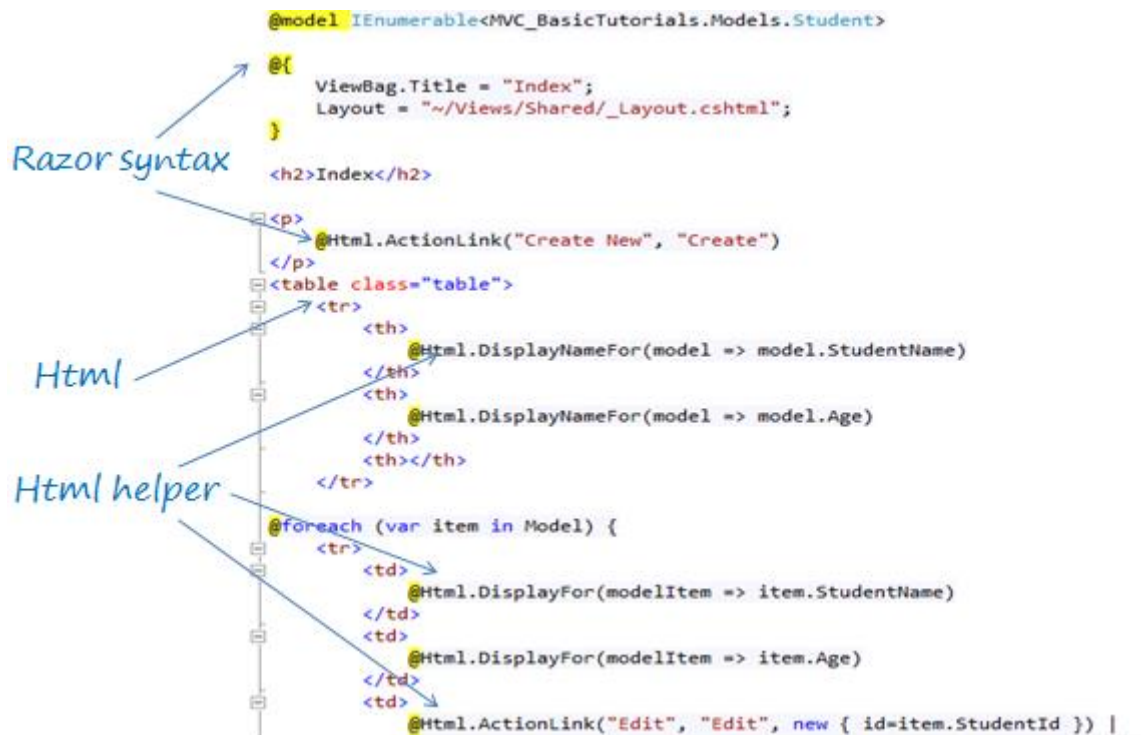 @model IEnumerable<MVC_BasicTutorials.Models.Student>
@{
ViewBag.Title = "Index";
Layout = "~/Views/Shared/_Layout.cshtml";
}
Razor syntax
<h2>Index</h2>
<p>
@Html.ActionLink("Create New", "Create")
</p>
<table class="table">
<tr>
<th>
@Html.DisplayNameFor(model => model.StudentName)
Html
</th>
<th>
@Html.DisplayNameFor(model => model.Age)
</th>
<th></th>
Html helper
</tr>
@foreach (var item in Model) {
<tr>
<td>
@Html.DisplayFor(modelItem => item.StudentName)
</td>
<td>
@Html.DisplayFor(modelItem => item.Age)
</td>
<td>
@Html.ActionLink("Edit", "Edit", new { id=item.StudentId }) |